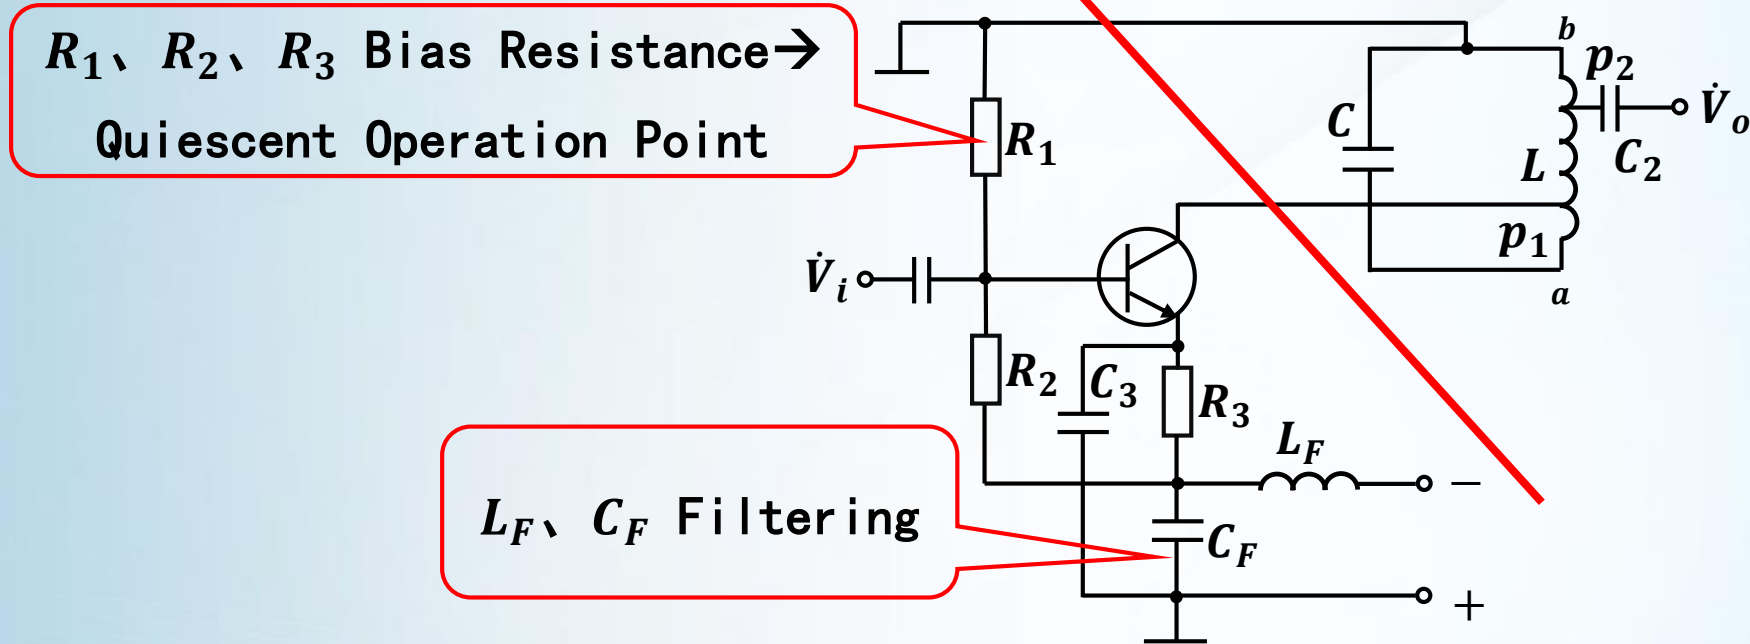 R₁、R₂、R₃ Bias Resistance→
Quiescent Operation Point
b
p₂
C
V̇ₒ
R₁
C₂
L
p₁
V̇ᵢ
a
R₂
C₃
R₃
L_F
−
L_F、C_F Filtering
C_F
+